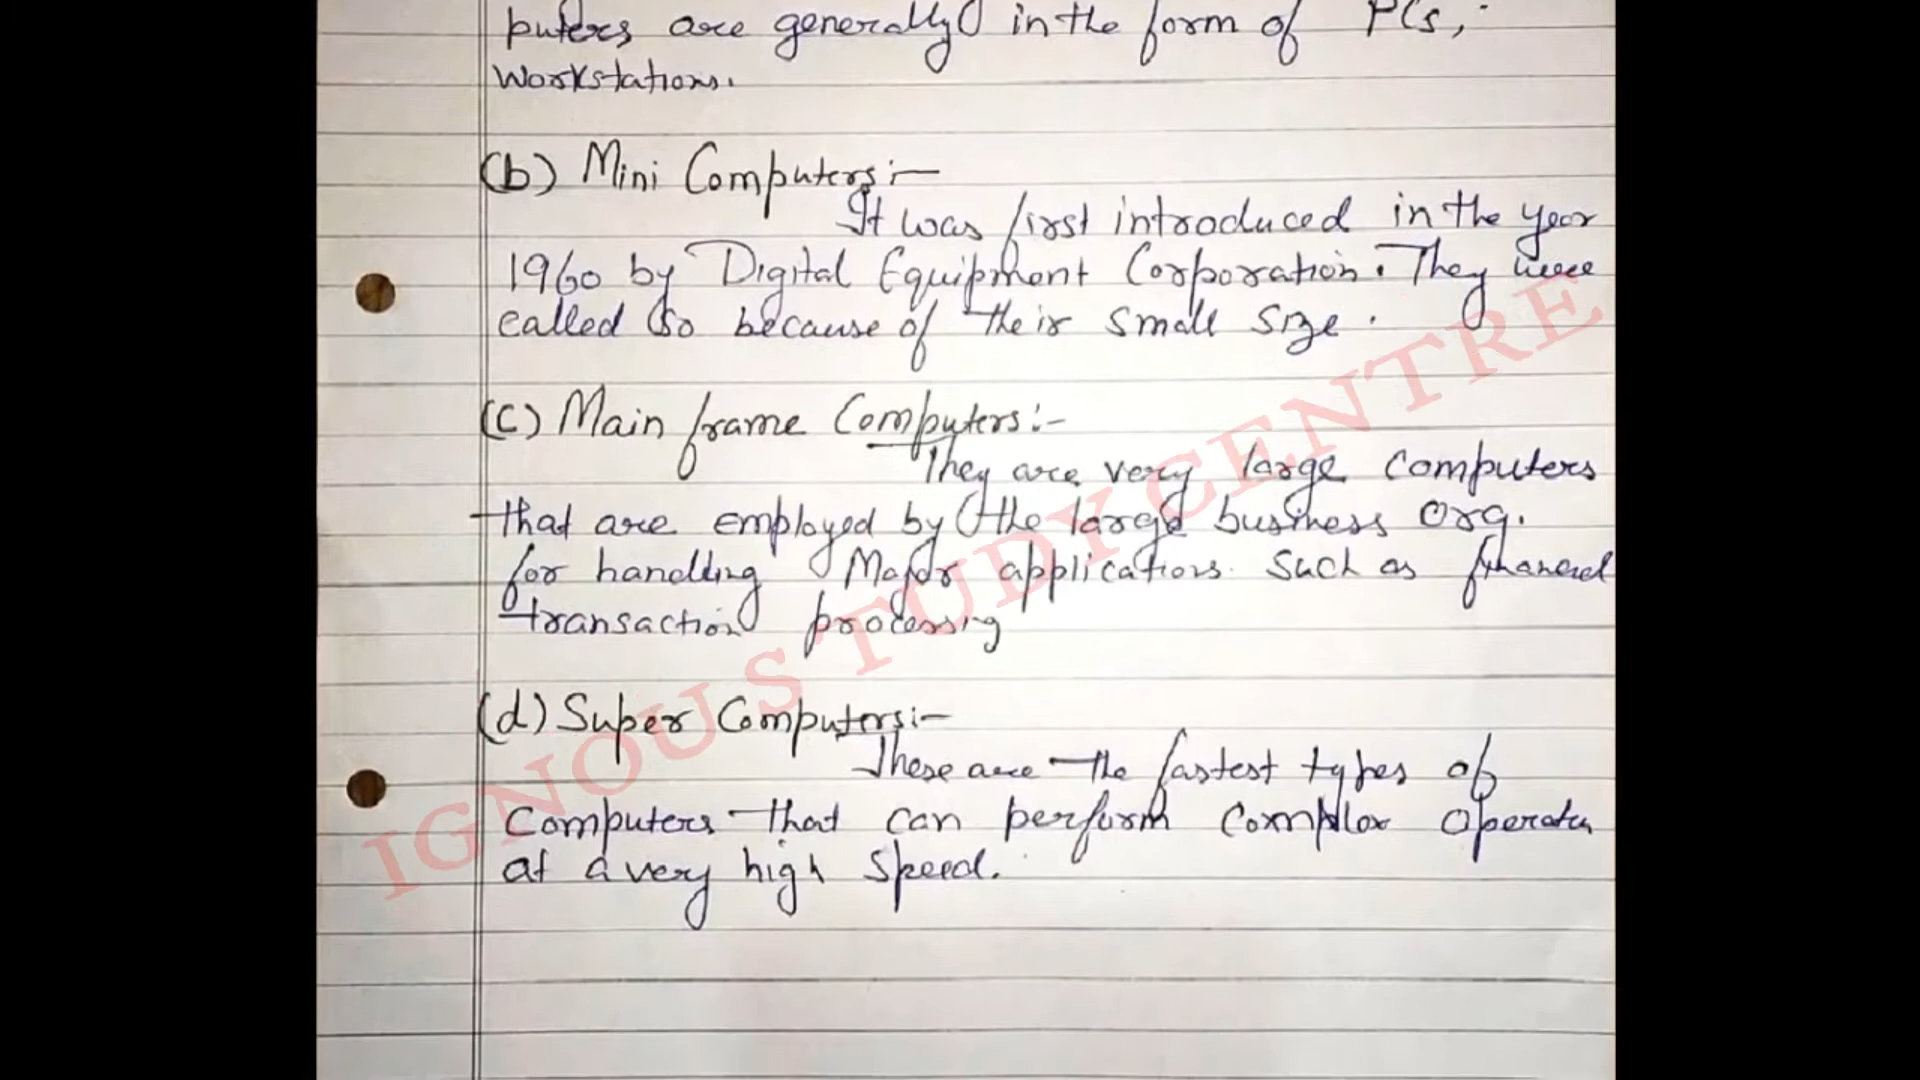 puters are generally in the form of PCs,
Workstations.
(b) Mini Computers:-
It was first introduced in the year
1960 by Digital Equipment Corporation. They were
called so because of their small size.
(c) Main frame Computers:-
They are very large computers
that are employed by the large business org.
for handling Major applications such as financial
transaction processing
(d) Super Computers:-
These are the fastest types of
Computers that can perform complex operation
at a very high speed.
IGNOUS STUDY CENTRE